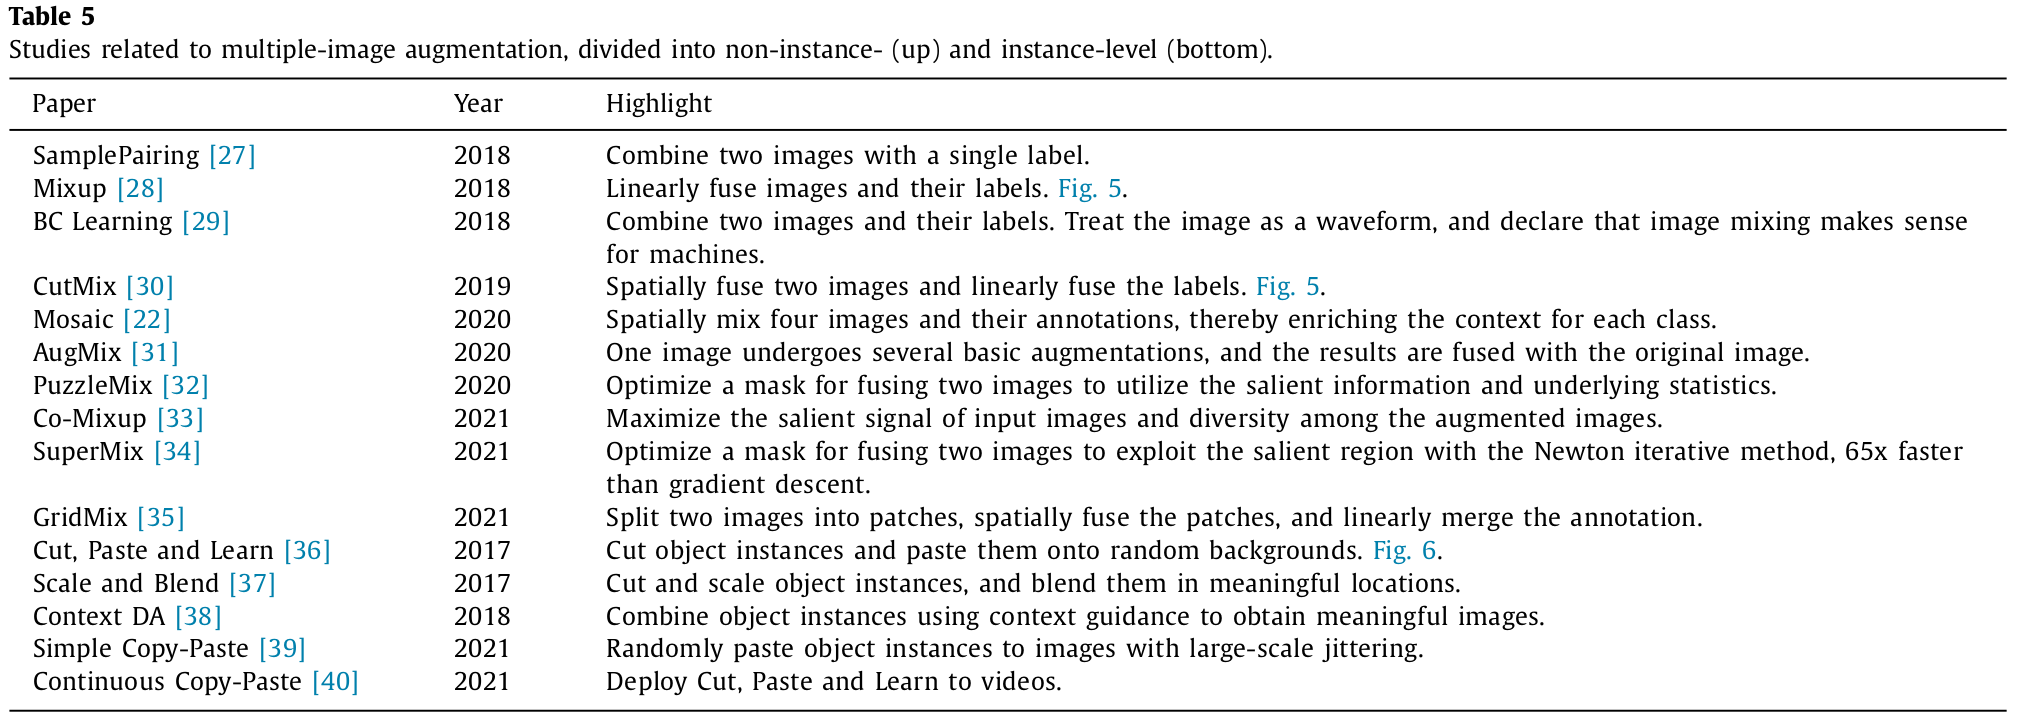 Table 5
Studies related to multiple-image augmentation, divided into non-instance- (up) and instance-level (bottom).
Paper Year Highlight
SamplePairing [27] 2018 Combine two images with a single label.
Mixup [28] 2018 Linearly fuse images and their labels. Fig. 5.
BC Learning [29] 2018 Combine two images and their labels. Treat the image as a waveform, and declare that image mixing makes sense
for machines.
CutMix [30] 2019 Spatially fuse two images and linearly fuse the labels. Fig. 5.
Mosaic [22] 2020 Spatially mix four images and their annotations, thereby enriching the context for each class.
AugMix [31] 2020 One image undergoes several basic augmentations, and the results are fused with the original image.
PuzzleMix [32] 2020 Optimize a mask for fusing two images to utilize the salient information and underlying statistics.
Co-Mixup [33] 2021 Maximize the salient signal of input images and diversity among the augmented images.
SuperMix [34] 2021 Optimize a mask for fusing two images to exploit the salient region with the Newton iterative method, 65x faster
than gradient descent.
GridMix [35] 2021 Split two images into patches, spatially fuse the patches, and linearly merge the annotation.
Cut, Paste and Learn [36] 2017 Cut object instances and paste them onto random backgrounds. Fig. 6.
Scale and Blend [37] 2017 Cut and scale object instances, and blend them in meaningful locations.
Context DA [38] 2018 Combine object instances using context guidance to obtain meaningful images.
Simple Copy-Paste [39] 2021 Randomly paste object instances to images with large-scale jittering.
Continuous Copy-Paste [40] 2021 Deploy Cut, Paste and Learn to videos.